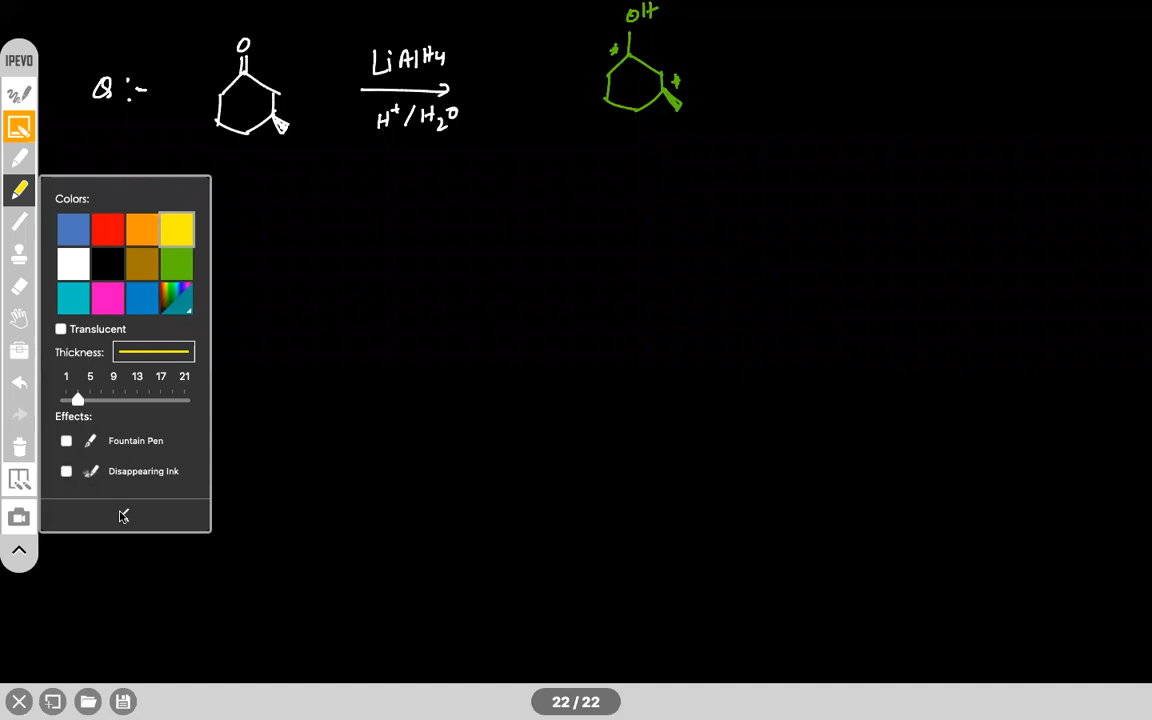 OH
*
*
O
LiAlH4
Q :-
H+ / H2O
IPEVO
Colors:
Translucent
Thickness:
1 5 9 13 17 21
Effects:
Fountain Pen
Disappearing Ink
22 / 22